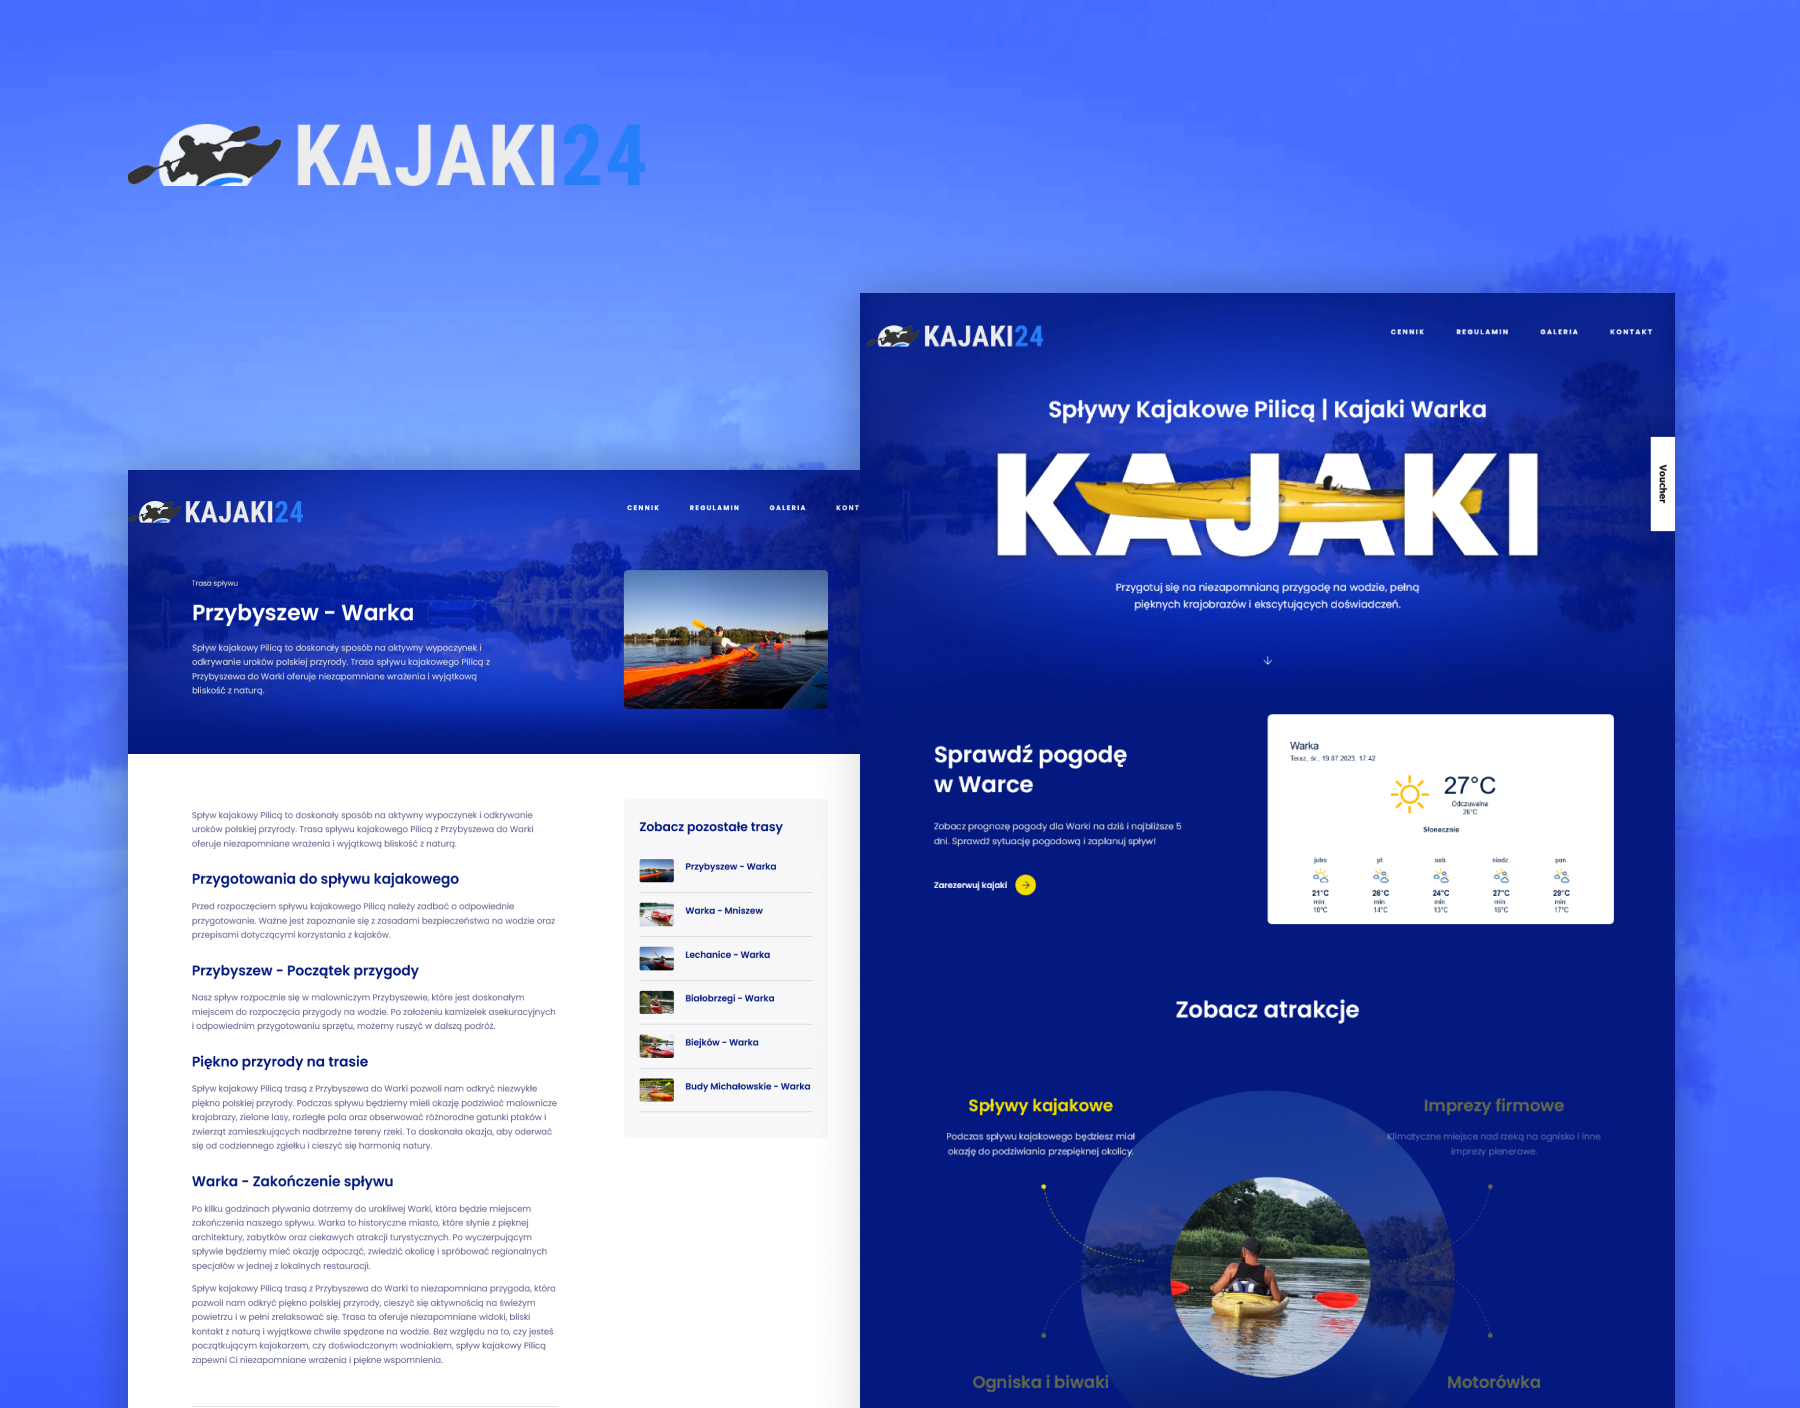 KAJAKI24
KAJAKI24
CENNIK
REGULAMIN
GALERIA
KONT
Trasa spływu
Przybyszew - Warka
Spływ kajakowy Pilicą to doskonały sposób na aktywny wypoczynek i
odkrywanie uroków polskiej przyrody. Trasa spływu kajakowego Pilicą z
Przybyszewa do Warki oferuje niezapomniane wrażenia i wyjątkową
bliskość z naturą.
Spływ kajakowy Pilicą to doskonały sposób na aktywny wypoczynek i odkrywanie
uroków polskiej przyrody. Trasa spływu kajakowego Pilicą z Przybyszewa do Warki
oferuje niezapomniane wrażenia i wyjątkową bliskość z naturą.
Przygotowania do spływu kajakowego
Przed rozpoczęciem spływu kajakowego Pilicą należy zadbać o odpowiednie
przygotowanie. Ważne jest zapoznanie się z zasadami bezpieczeństwa na wodzie oraz
przepisami dotyczącymi korzystania z kajaków.
Przybyszew - Początek przygody
Nasz spływ rozpocznie się w malowniczym Przybyszewie, które jest doskonałym
miejscem do rozpoczęcia przygody na wodzie. Po założeniu kamizelek asekuracyjnych
i odpowiednim przygotowaniu sprzętu, możemy ruszyć w dalszą podróż.
Piękno przyrody na trasie
Spływ kajakowy Pilicą trasą z Przybyszewa do Warki pozwoli nam odkryć niezwykłe
piękno polskiej przyrody. Podczas spływu będziemy mieli okazję podziwiać malownicze
krajobrazy, zielone lasy, rozległe pola oraz obserwować różnorodne gatunki ptaków i
zwierząt zamieszkujących nadbrzeżne tereny rzeki. To doskonała okazja, aby oderwać
się od codziennego zgiełku i cieszyć się harmonią natury.
Warka - Zakończenie spływu
Po kilku godzinach pływania dotrzemy do urokliwej Warki, która będzie miejscem
zakończenia naszego spływu. Warka to historyczne miasto, które słynie z pięknej
architektury, zabytków oraz ciekawych atrakcji turystycznych. Po wyczerpującym
spływie będziemy mieć okazję odpocząć, zwiedzić okolicę i spróbować regionalnych
specjałów w jednej z lokalnych restauracji.
Spływ kajakowy Pilicą trasą z Przybyszewa do Warki to niezapomniana przygoda, która
pozwoli nam odkryć piękno polskiej przyrody, cieszyć się aktywnością na świeżym
powietrzu i w pełni zrelaksować się. Trasa ta oferuje niezapomniane widoki, bliski
kontakt z naturą i wyjątkowe chwile spędzone na wodzie. Bez względu na to, czy jesteś
początkującym kajakarzem, czy doświadczonym wodniakiem, spływ kajakowy Pilicą
zapewni Ci niezapomniane wrażenia i piękne wspomnienia.
Zobacz pozostałe trasy
Przybyszew - Warka
Warka - Mniszew
Lechanice - Warka
Białobrzegi - Warka
Biejków - Warka
Budy Michałowskie - Warka
KAJAKI24
CENNIK
REGULAMIN
GALERIA
KONTAKT
Spływy Kajakowe Pilicą | Kajaki Warka
KAJAKI
Voucher
Przygotuj się na niezapomnianą przygodę na wodzie, pełną
pięknych krajobrazów i ekscytujących doświadczeń.
Sprawdź pogodę
w Warce
Zobacz prognozę pogody dla Warki na dziś i najbliższe 5
dni. Sprawdź sytuację pogodową i zaplanuj spływ!
Zarezerwuj kajaki
Warka
Teraz, śr., 19.07.2023, 17:42
27°C
Odczuwalna
26°C
Słonecznie
jutro pt. sob. niedz. pon.
21°C 26°C 24°C 27°C 29°C
min. min. min. min. min.
10°C 14°C 13°C 16°C 17°C
Zobacz atrakcje
Spływy kajakowe
Podczas spływu kajakowego będziesz miał
okazję do podziwiania przepięknej okolicy.
Imprezy firmowe
Klimatyczne miejsce nad rzeką na ognisko i inne
imprezy plenerowe.
Ogniska i biwaki
Motorówka